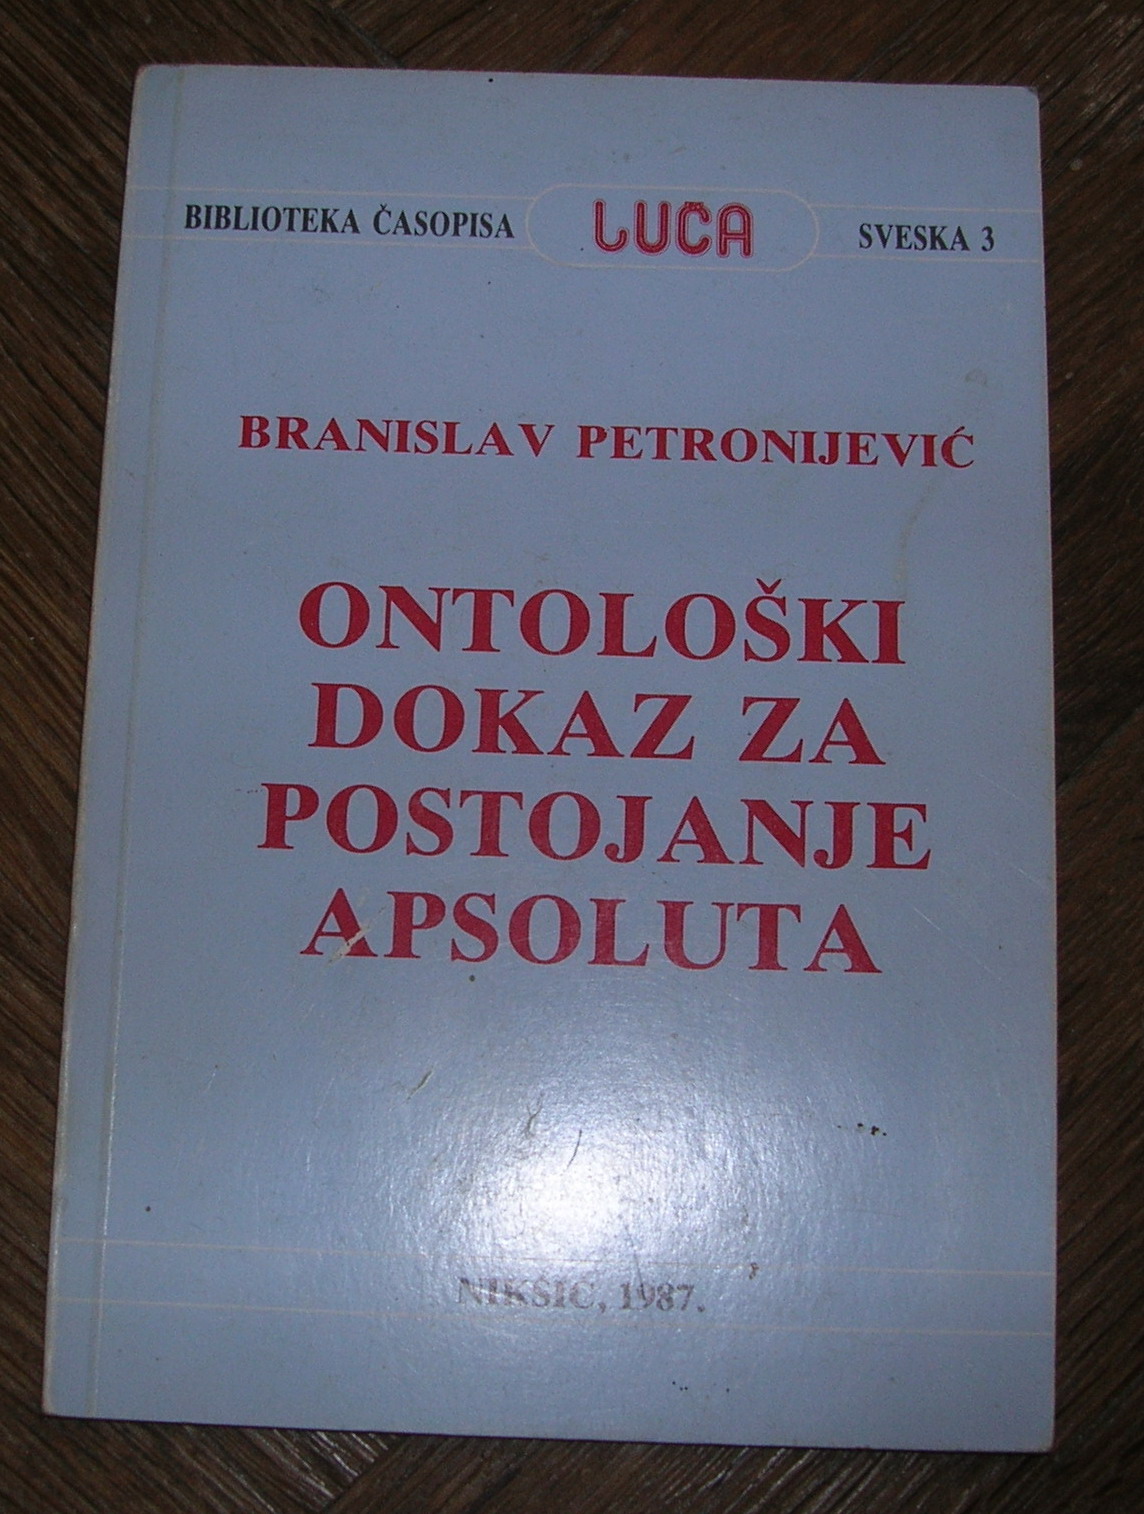 BIBLIOTEKA ČASOPISA LUČA SVESKA 3
BRANISLAV PETRONIJEVIĆ
ONTOLOŠKI
DOKAZ ZA
POSTOJANJE
APSOLUTA
NIKŠIĆ, 1987.